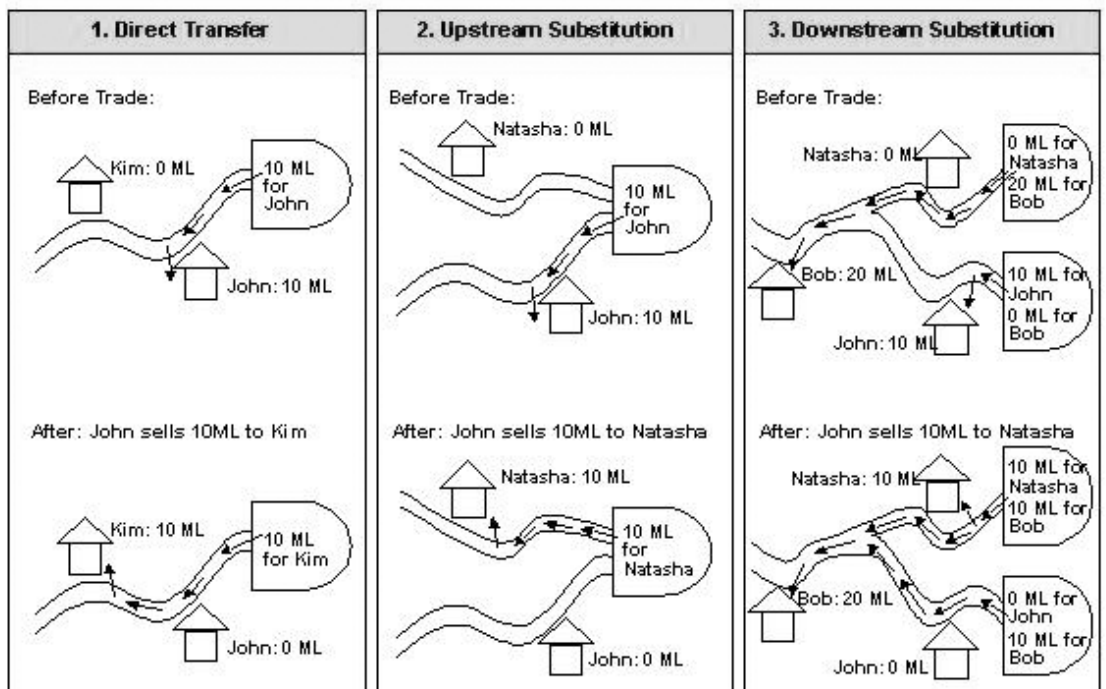 1. Direct Transfer
Before Trade:
Kim: 0 ML
10 ML
for
John
John: 10 ML
After: John sells 10ML to Kim
Kim: 10 ML
10 ML
for Kim
John: 0 ML
2. Upstream Substitution
Before Trade:
Natasha: 0 ML
10 ML
for
John
John: 10 ML
After: John sells 10ML to Natasha
Natasha: 10 ML
10 ML
for
Natasha
John: 0 ML
3. Downstream Substitution
Before Trade:
Natasha: 0 ML
0 ML for
Natasha
20 ML for
Bob
Bob: 20 ML
10 ML for
John
0 ML for
Bob
John: 10 ML
After: John sells 10ML to Natasha
Natasha: 10 ML
10 ML for
Natasha
10 ML for
Bob
Bob: 20 ML
0 ML for
John
10 ML for
Bob
John: 0 ML